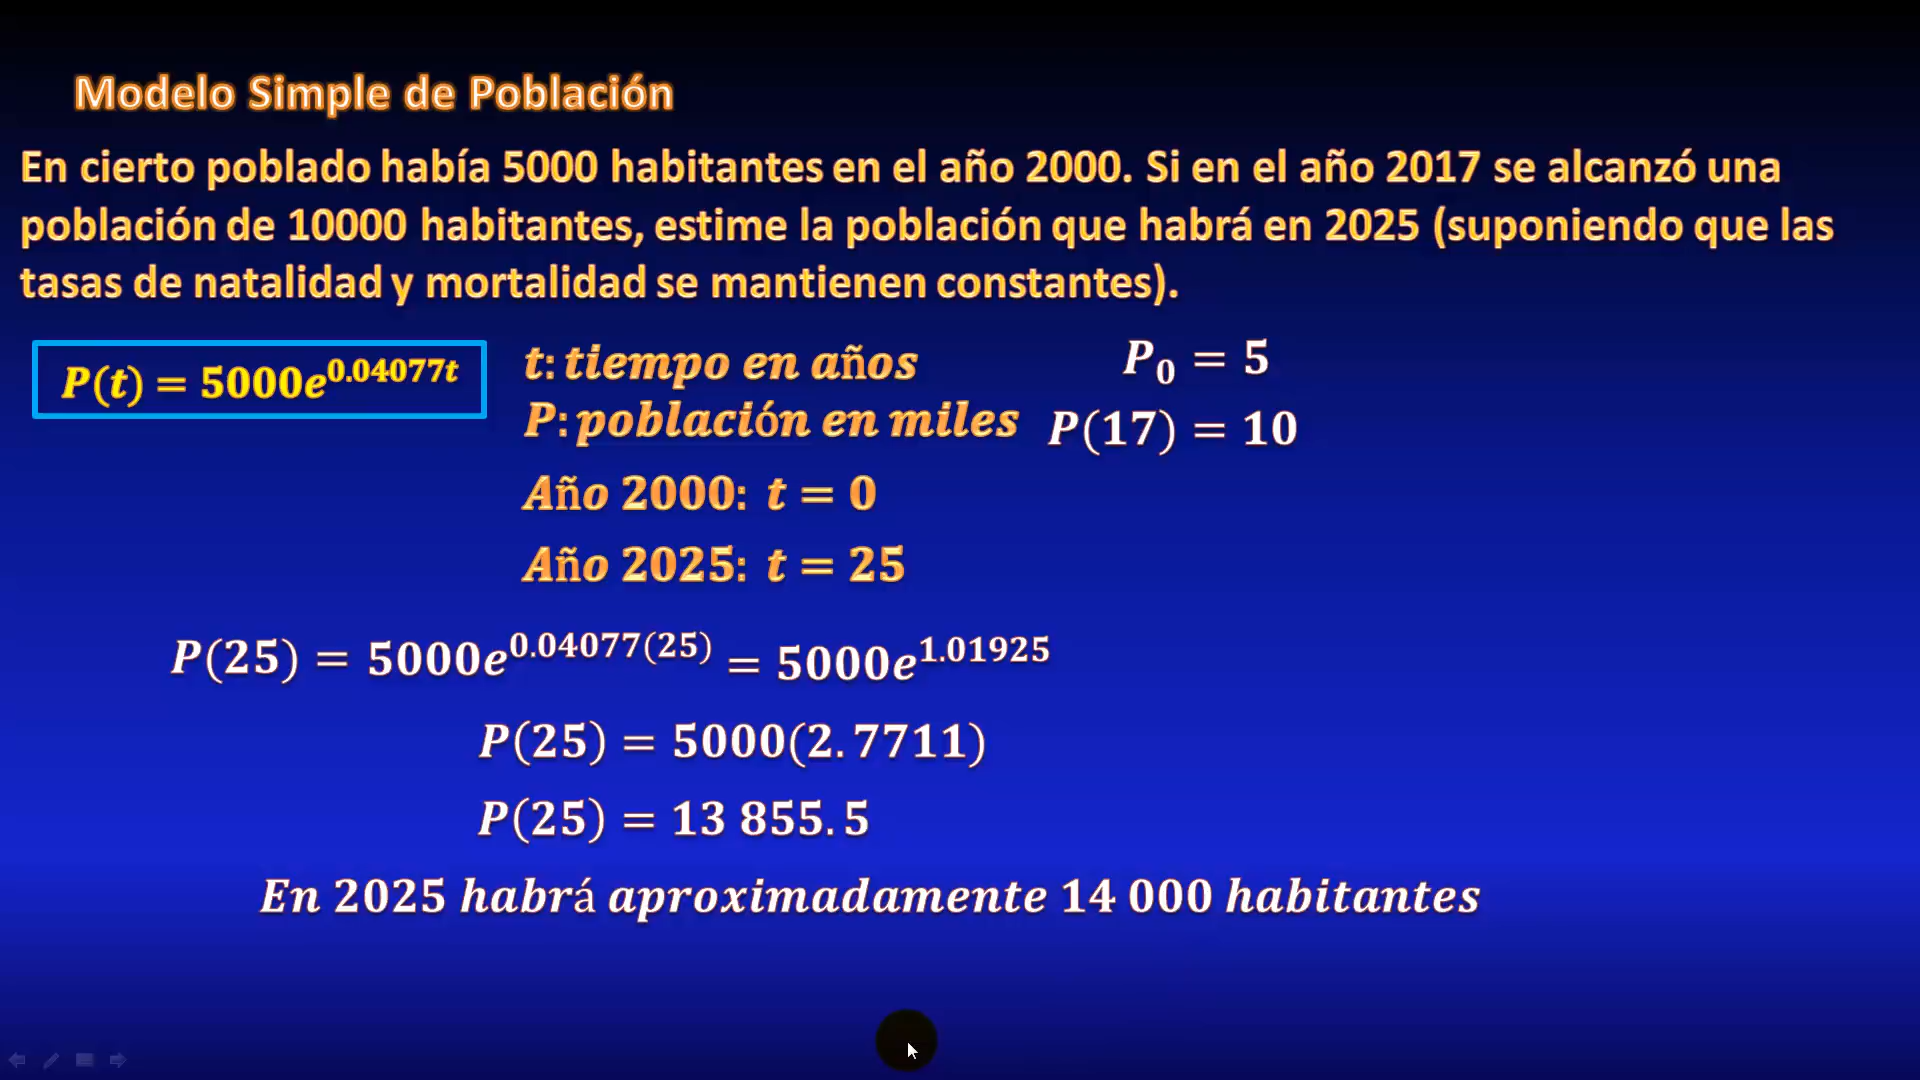 Modelo Simple de Población
En cierto poblado había 5000 habitantes en el año 2000. Si en el año 2017 se alcanzó una
población de 10000 habitantes, estime la población que habrá en 2025 (suponiendo que las
tasas de natalidad y mortalidad se mantienen constantes).
P(t) = 5000e^{0.04077t}
t: tiempo en años
P_0 = 5
P: población en miles
P(17) = 10
Año 2000: t = 0
Año 2025: t = 25
P(25) = 5000e^{0.04077(25)} = 5000e^{1.01925}
P(25) = 5000(2.7711)
P(25) = 13 855.5
En 2025 habrá aproximadamente 14 000 habitantes